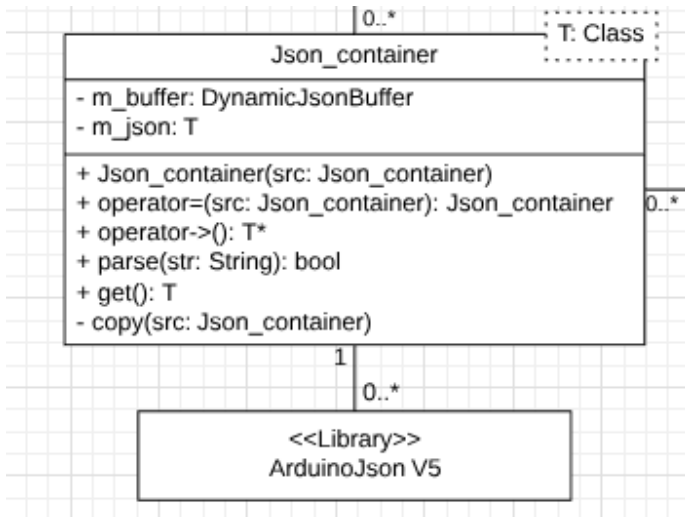 0..*
T: Class
Json_container
- m_buffer: DynamicJsonBuffer
- m_json: T
+ Json_container(src: Json_container)
+ operator=(src: Json_container): Json_container
0..*
+ operator->(): T*
+ parse(str: String): bool
+ get(): T
- copy(src: Json_container)
1
0..*
<<Library>>
ArduinoJson V5